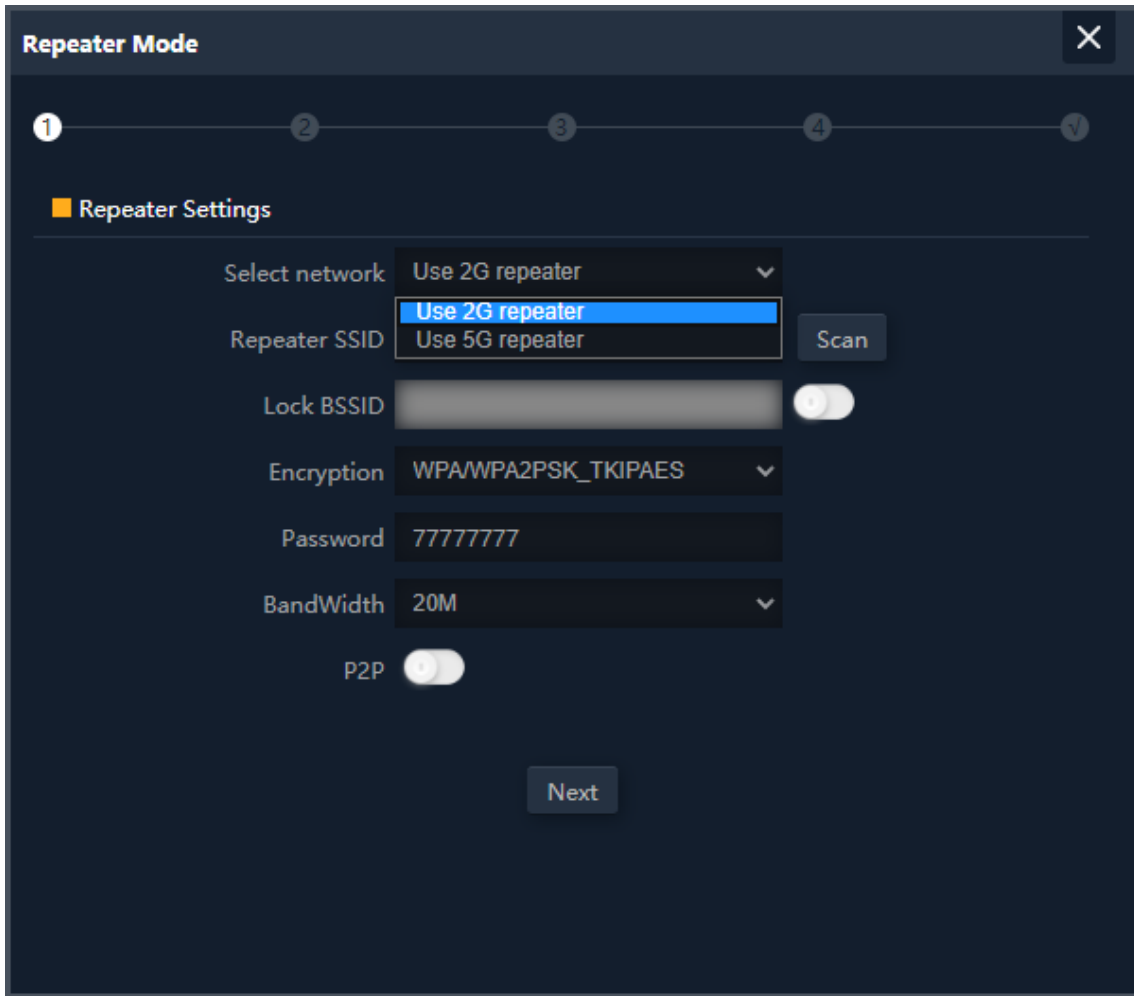 Repeater Mode
1 2 3 4 √
Repeater Settings
Select network Use 2G repeater
Use 2G repeater
Repeater SSID Use 5G repeater Scan
Lock BSSID
Encryption WPA/WPA2PSK_TKIPAES
Password 77777777
BandWidth 20M
P2P
Next